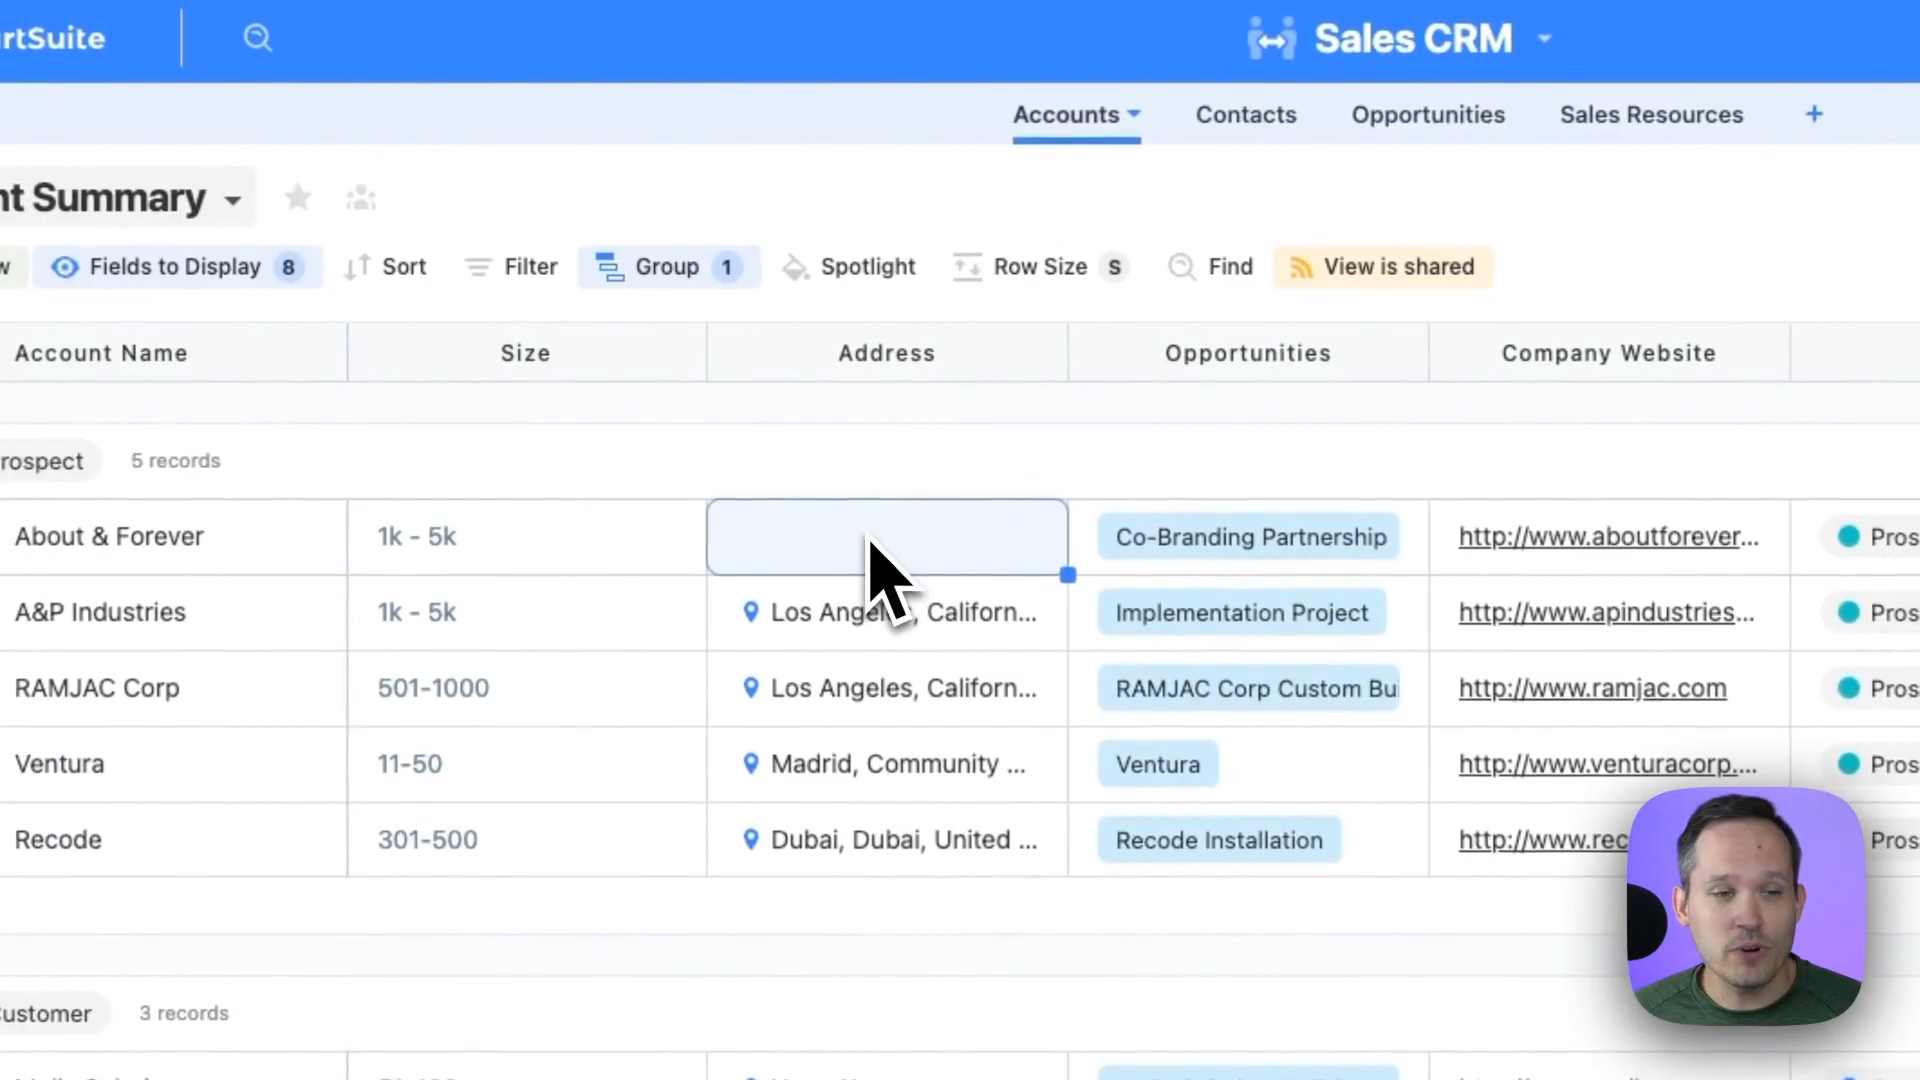 rtSuite
Sales CRM
Accounts
Contacts
Opportunities
Sales Resources
+
nt Summary
w
Fields to Display 8
Sort
Filter
Group 1
Spotlight
Row Size S
Find
View is shared
Account Name
Size
Address
Opportunities
Company Website
rospect
5 records
About & Forever
1k - 5k
Co-Branding Partnership
http://www.aboutforever...
Pros
A&P Industries
1k - 5k
Los Angeles, Californ...
Implementation Project
http://www.apindustries...
Pros
RAMJAC Corp
501-1000
Los Angeles, Californ...
RAMJAC Corp Custom Bui
http://www.ramjac.com
Pros
Ventura
11-50
Madrid, Community ...
Ventura
http://www.venturacorp....
Pros
Recode
301-500
Dubai, Dubai, United ...
Recode Installation
http://www.rec
Pros
ustomer
3 records